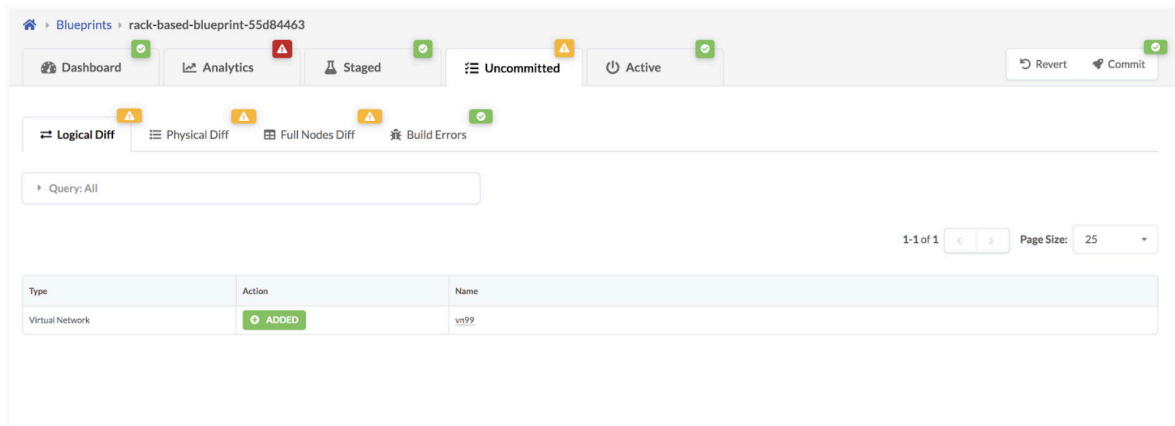 Blueprints rack-based-blueprint-55d84463
Dashboard Analytics Staged Uncommitted Active Revert Commit
Logical Diff Physical Diff Full Nodes Diff Build Errors
Query: All
1-1 of 1 Page Size: 25
Type Action Name
Virtual Network ADDED vn99